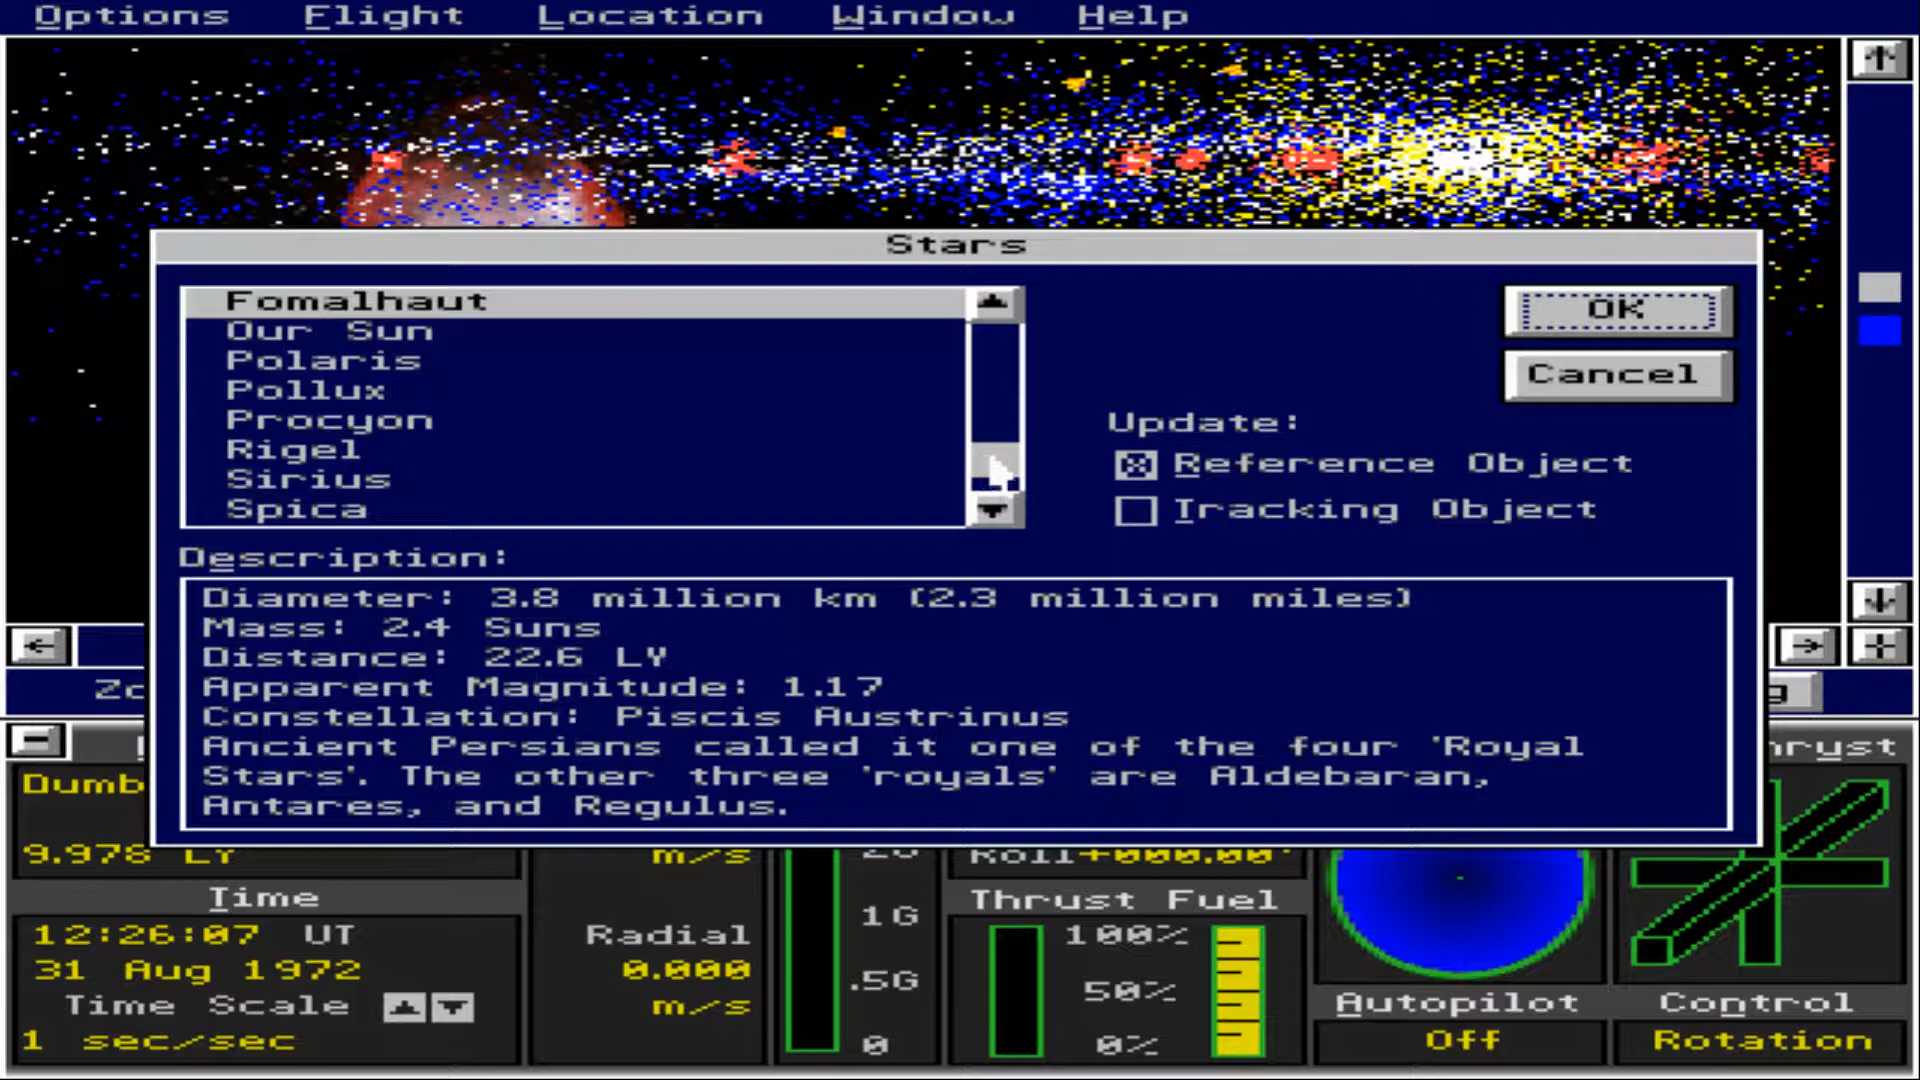 Options Flight Location Window Help
Stars
Fomalhaut
Our Sun
Polaris
Pollux
Procyon
Rigel
Sirius
Spica
OK
Cancel
Update:
Reference Object
Tracking Object
Description:
Diameter: 3.8 million km (2.3 million miles)
Mass: 2.4 Suns
Distance: 22.6 LY
Apparent Magnitude: 1.17
Constellation: Piscis Austrinus
Ancient Persians called it one of the four 'Royal
Stars'. The other three 'royals' are Aldebaran,
Antares, and Regulus.
Zo
g
hrust
Dumb
9.978 LY
Time
12:26:07 UT
31 Aug 1972
Time Scale
1 sec/sec
m/s
Radial
0.000
m/s
1G
.5G
0
Roll+000.00°
Thrust Fuel
100%
50%
0%
Autopilot
Off
Control
Rotation